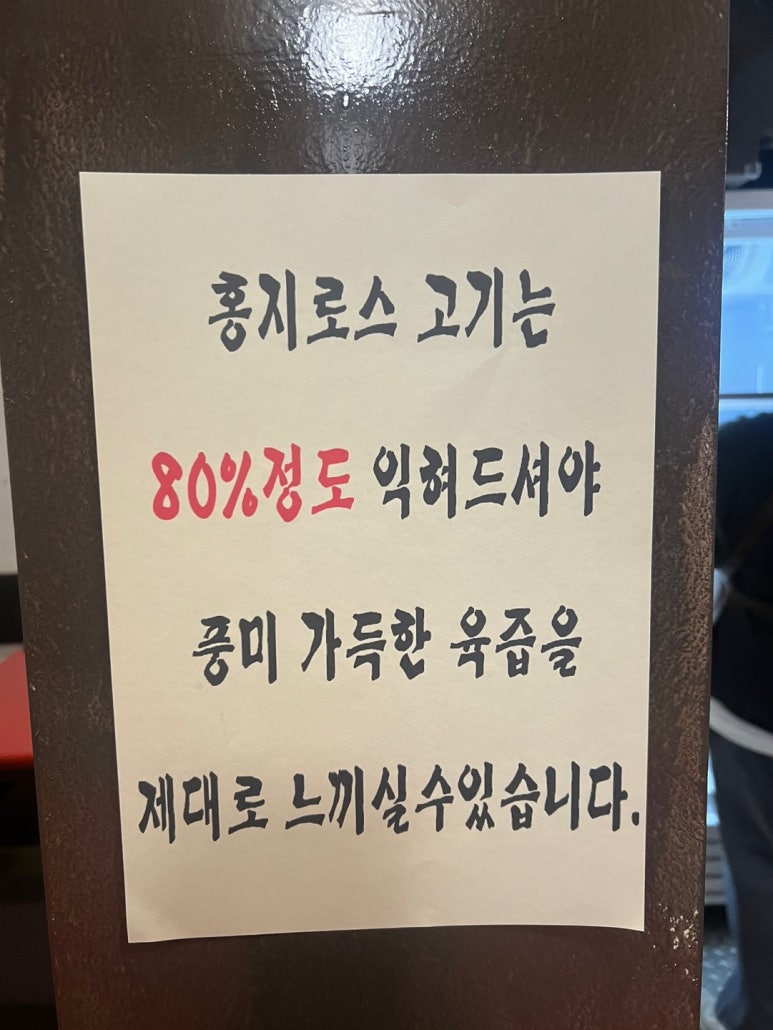 홍지로스 고기는
80%정도 익혀드셔야
풍미 가득한 육즙을
제대로 느끼실수있습니다.